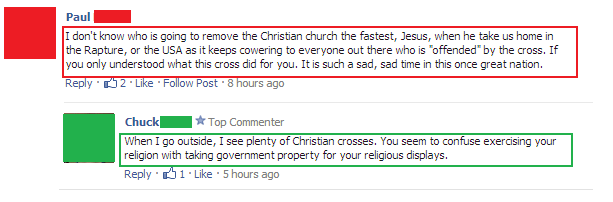 Paul
I don't know who is going to remove the Christian church the fastest, Jesus, when he take us home in
the Rapture, or the USA as it keeps cowering to everyone out there who is "offended" by the cross. If
you only understood what this cross did for you. It is such a sad, sad time in this once great nation.
Reply · 2 · Like · Follow Post · 8 hours ago
Chuck Top Commenter
When I go outside, I see plenty of Christian crosses. You seem to confuse exercising your
religion with taking government property for your religious displays.
Reply · 1 · Like · 5 hours ago